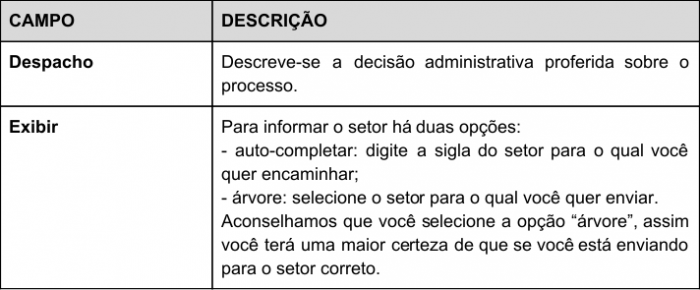 CAMPO DESCRIÇÃO
Despacho Descreve-se a decisão administrativa proferida sobre o
processo.
Exibir Para informar o setor há duas opções:
- auto-completar: digite a sigla do setor para o qual você
quer encaminhar;
- árvore: selecione o setor para o qual você quer enviar.
Aconselhamos que você selecione a opção “árvore”, assim
você terá uma maior certeza de que se você está enviando
para o setor correto.